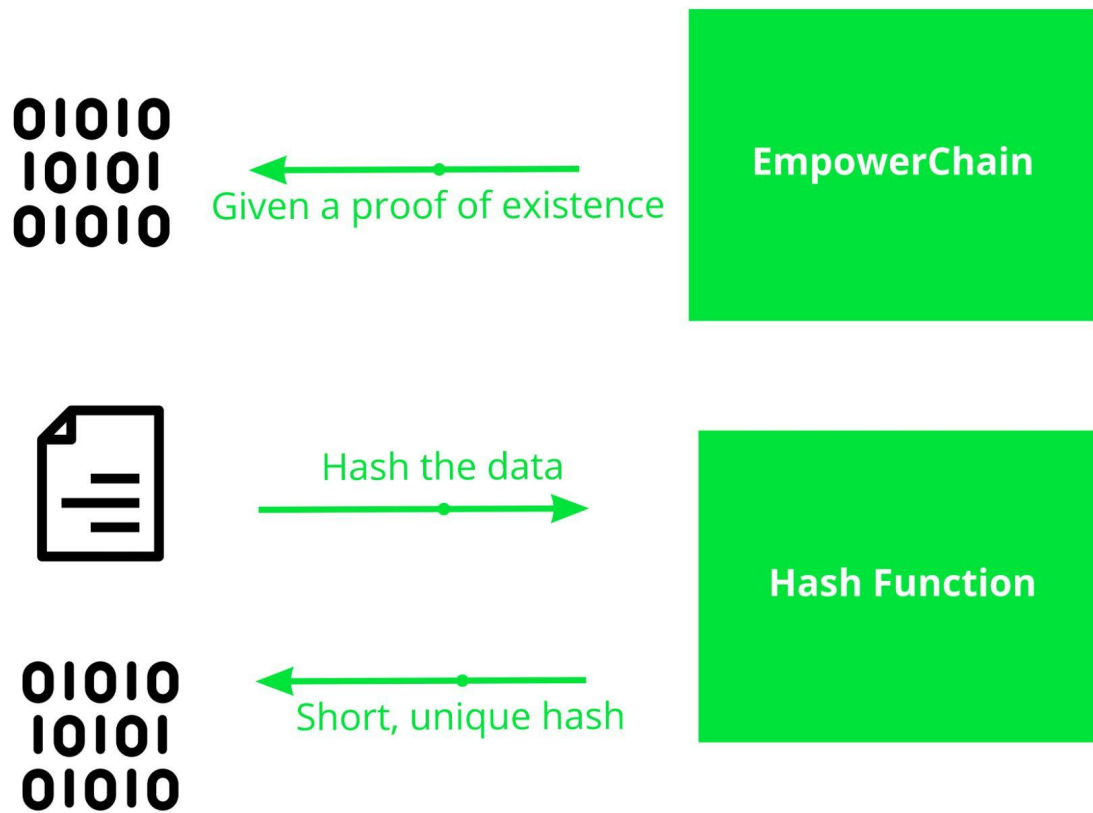 01010
10101
01010
Given a proof of existence
EmpowerChain
Hash the data
Hash Function
Short, unique hash
01010
10101
01010